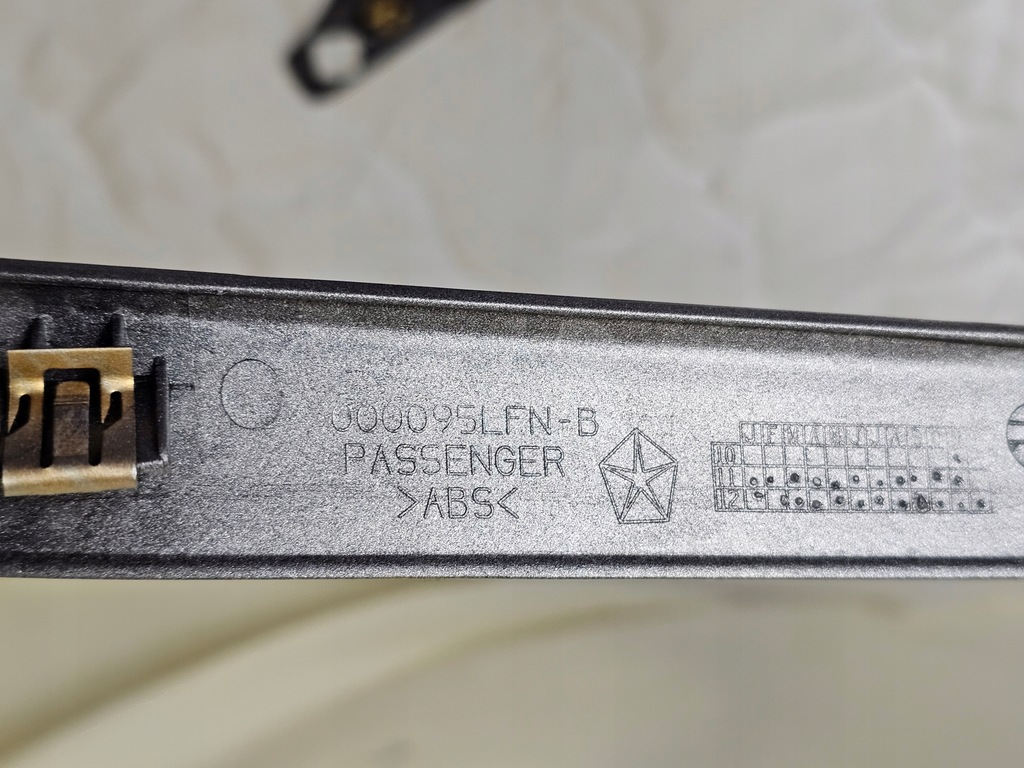 000095LFN-B
PASSENGER
>ABS<
J F M A M J J A S
10
11
12